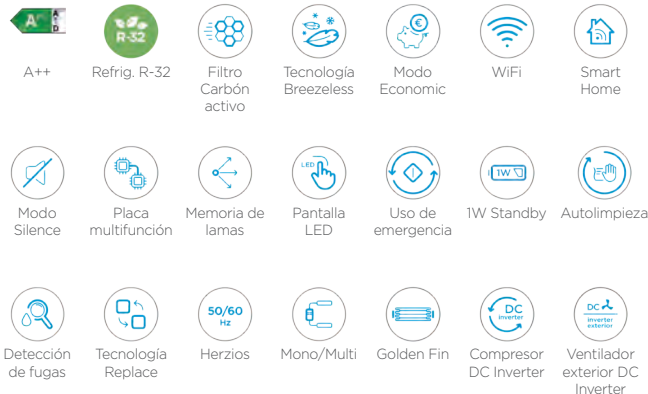 A
R-32
€
A++
Refrig. R-32
Filtro
Carbón
activo
Tecnología
Breezeless
Modo
Economic
WiFi
Smart
Home
LED
1W
Modo
Silence
Placa
multifunción
Memoria de
lamas
Pantalla
LED
Uso de
emergencia
1W Standby
Autolimpieza
50/60
Hz
DC
inverter
DC
inverter
exterior
Detección
de fugas
Tecnología
Replace
Herzios
Mono/Multi
Golden Fin
Compresor
DC Inverter
Ventilador
exterior DC
Inverter